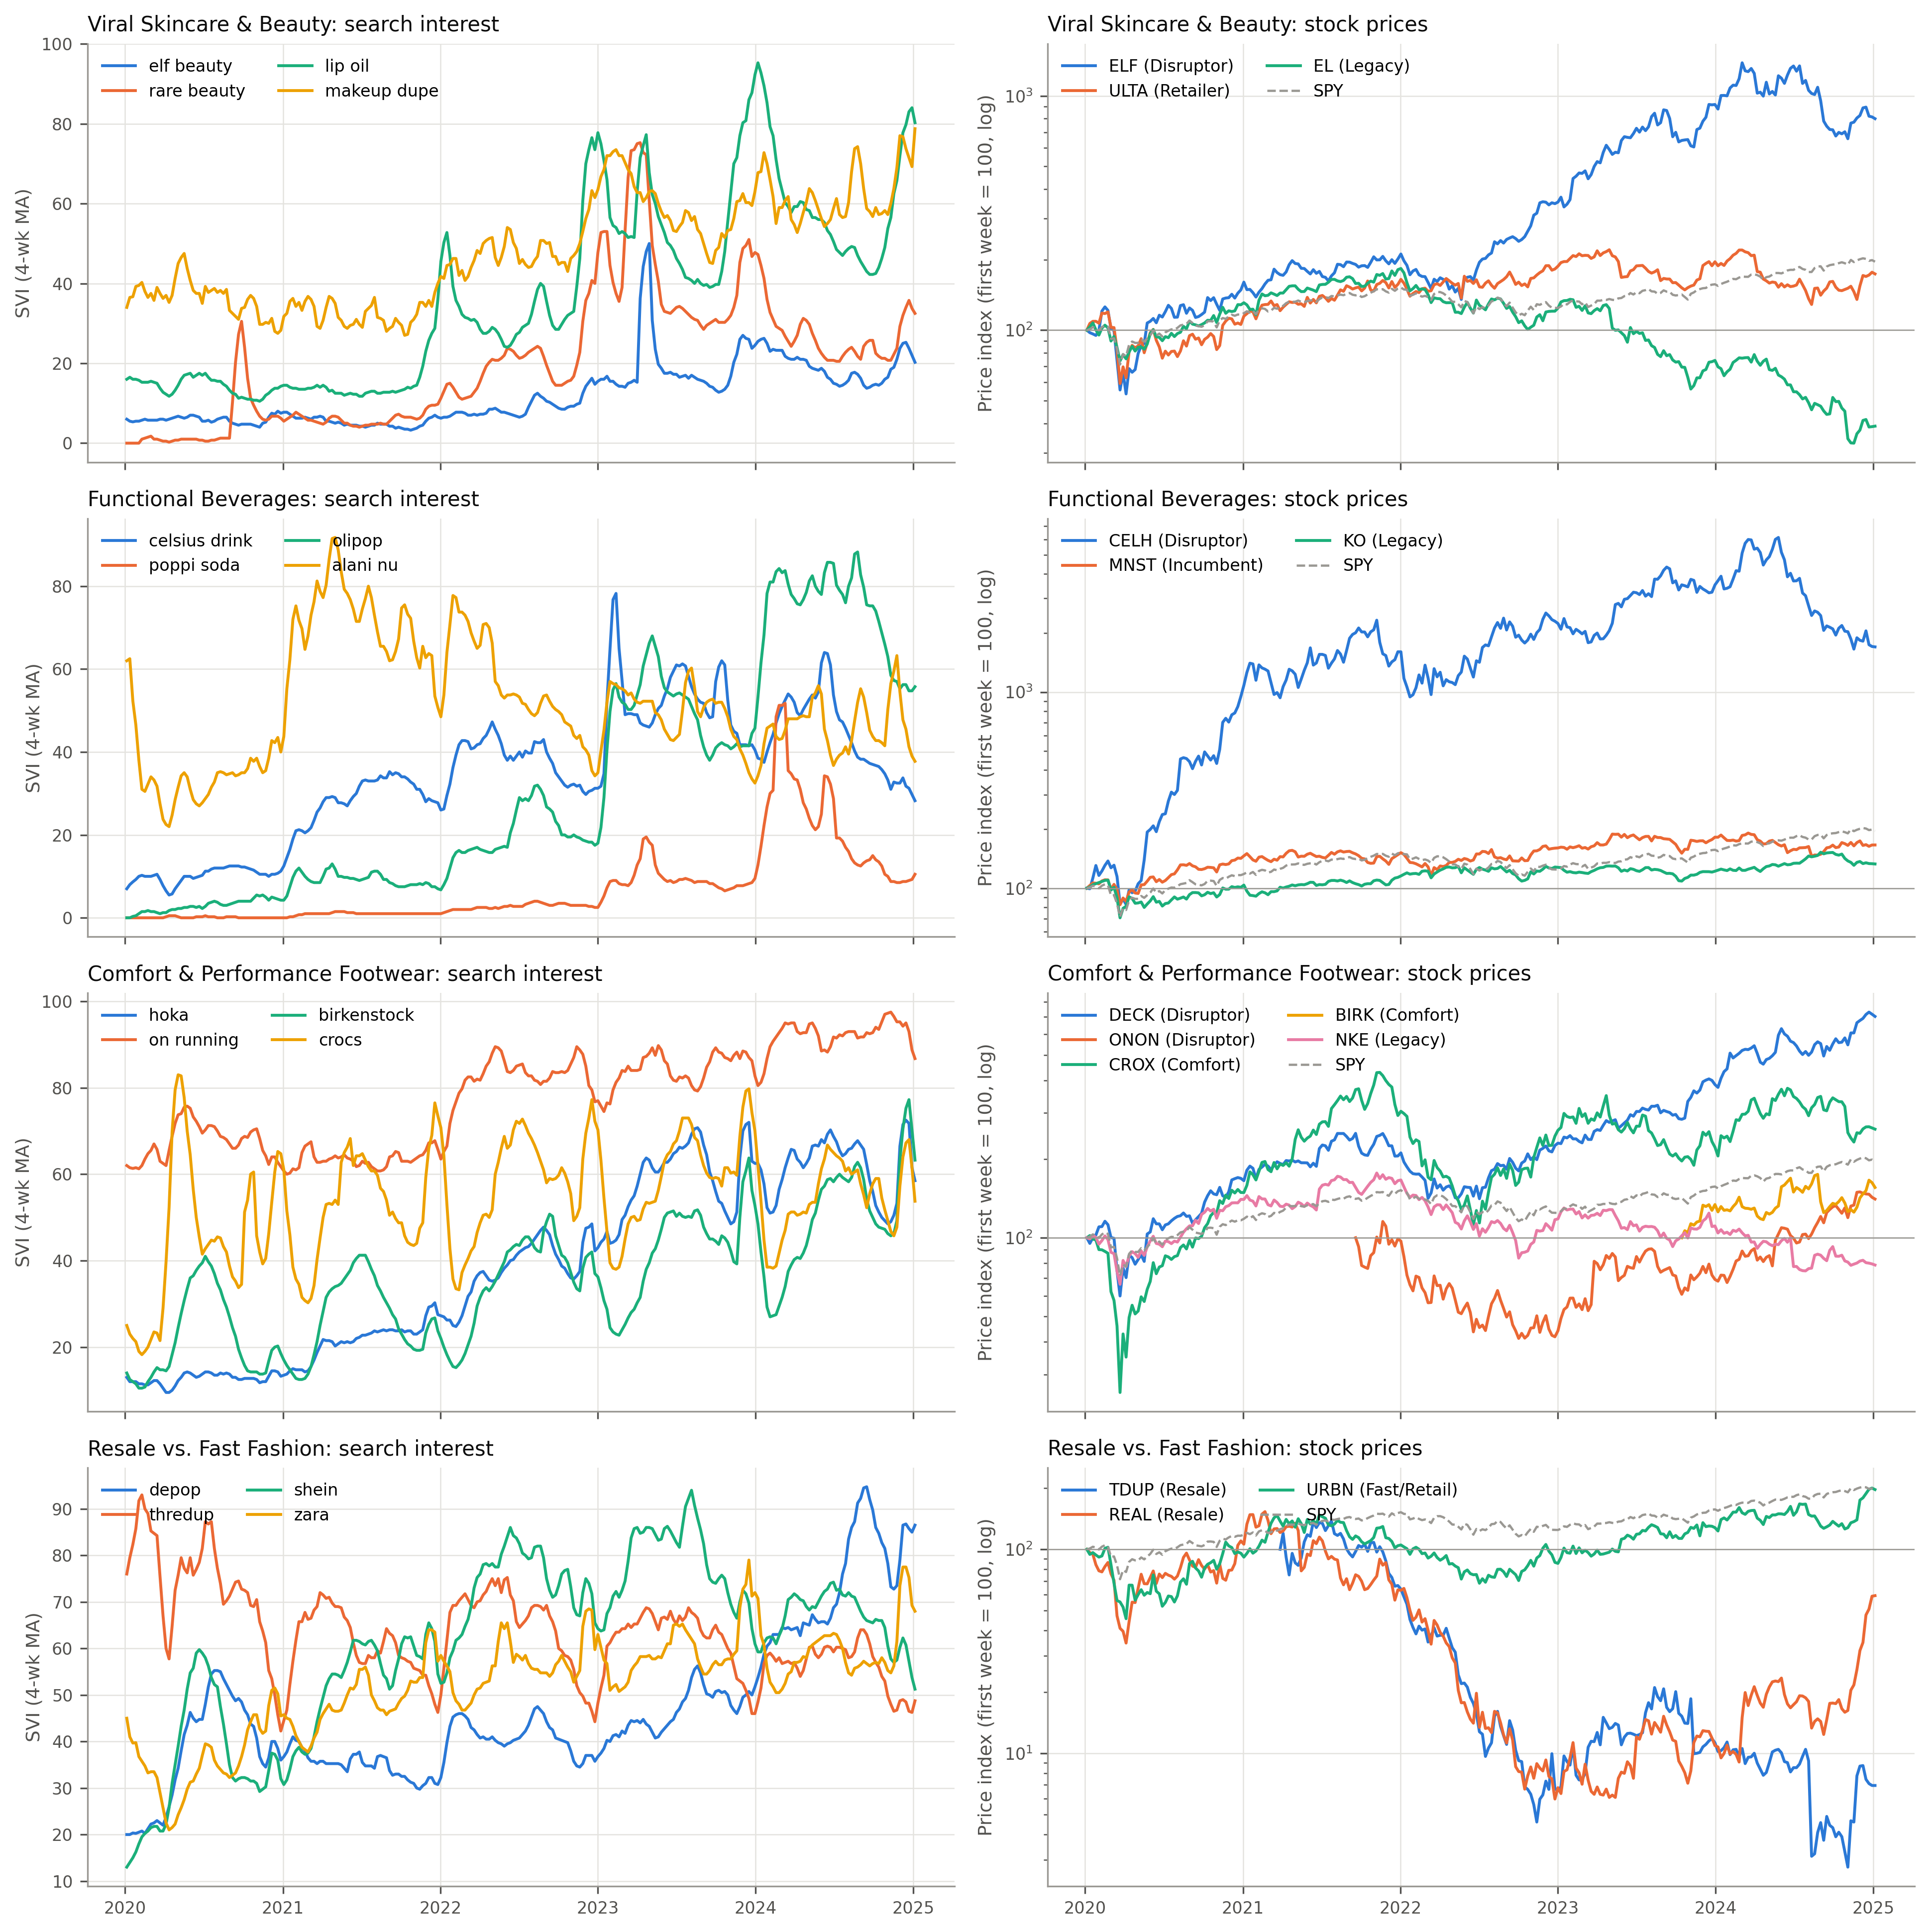 Viral Skincare & Beauty: search interest
SVI (4-wk MA)
elf beauty
rare beauty
lip oil
makeup dupe
100
80
60
40
20
0
Viral Skincare & Beauty: stock prices
Price index (first week = 100, log)
ELF (Disruptor)
ULTA (Retailer)
EL (Legacy)
SPY
10³
10²
Functional Beverages: search interest
SVI (4-wk MA)
celsius drink
poppi soda
olipop
alani nu
80
60
40
20
0
Functional Beverages: stock prices
Price index (first week = 100, log)
CELH (Disruptor)
MNST (Incumbent)
KO (Legacy)
SPY
10³
10²
Comfort & Performance Footwear: search interest
SVI (4-wk MA)
hoka
on running
birkenstock
crocs
100
80
60
40
20
Comfort & Performance Footwear: stock prices
Price index (first week = 100, log)
DECK (Disruptor)
ONON (Disruptor)
CROX (Comfort)
BIRK (Comfort)
NKE (Legacy)
SPY
10²
Resale vs. Fast Fashion: search interest
SVI (4-wk MA)
depop
thredup
shein
zara
90
80
70
60
50
40
30
20
10
2020 2021 2022 2023 2024 2025
Resale vs. Fast Fashion: stock prices
Price index (first week = 100, log)
TDUP (Resale)
REAL (Resale)
URBN (Fast/Retail)
SPY
10²
10¹
2020 2021 2022 2023 2024 2025